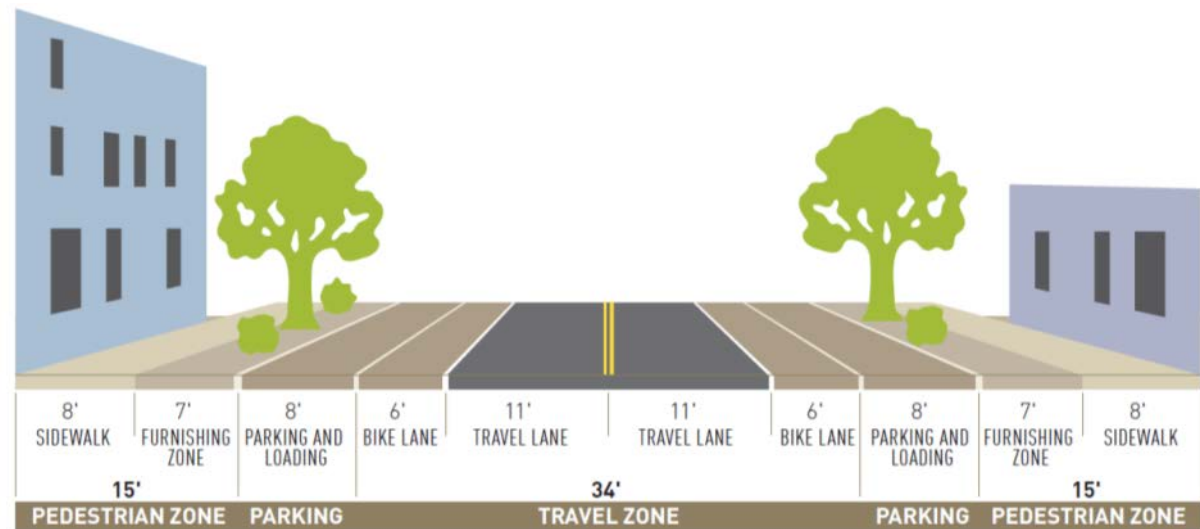 8' 7' 8' 6' 11' 11' 6' 8' 7' 8'
SIDEWALK FURNISHING PARKING AND BIKE LANE TRAVEL LANE TRAVEL LANE BIKE LANE PARKING AND FURNISHING SIDEWALK
ZONE LOADING LOADING ZONE
15' 34' 15'
PEDESTRIAN ZONE PARKING TRAVEL ZONE PARKING PEDESTRIAN ZONE